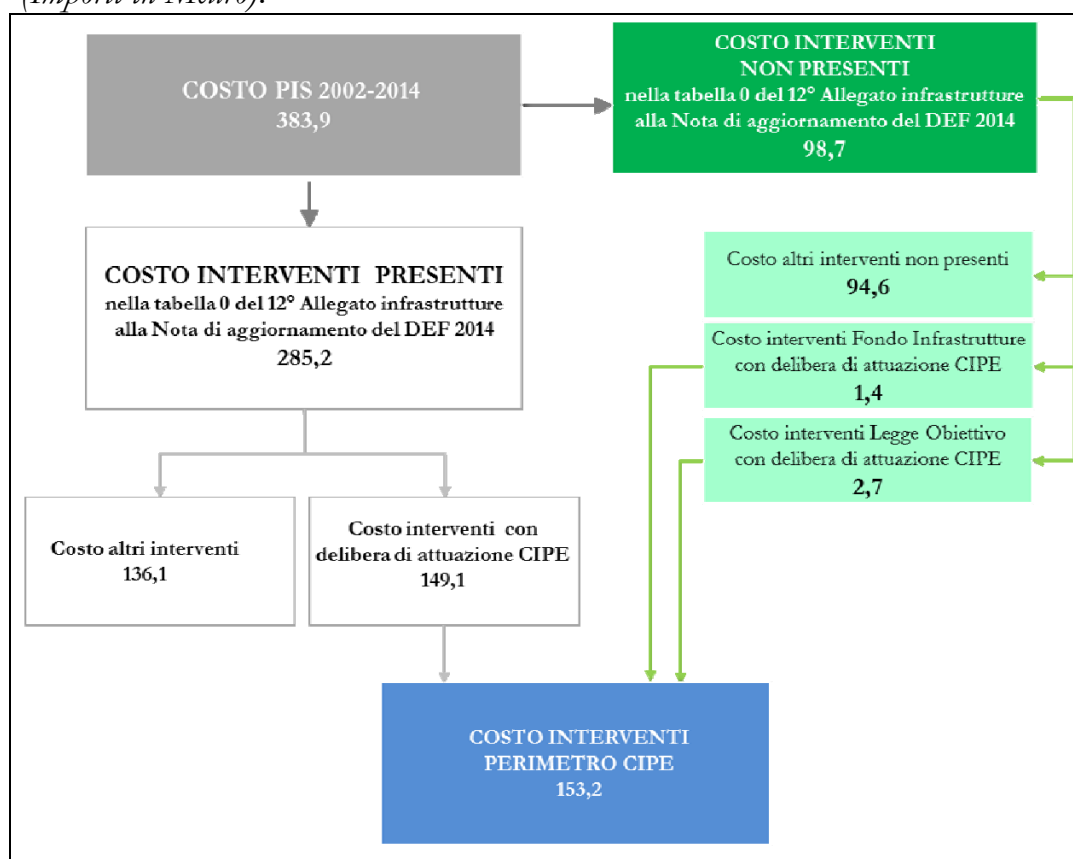 (Importi in Meuro).
COSTO PIS 2002-2014
383,9
COSTO INTERVENTI
NON PRESENTI
nella tabella 0 del 12° Allegato infrastrutture
alla Nota di aggiornamento del DEF 2014
98,7
COSTO INTERVENTI PRESENTI
nella tabella 0 del 12° Allegato infrastrutture
alla Nota di aggiornamento del DEF 2014
285,2
Costo altri interventi non presenti
94,6
Costo interventi Fondo Infrastrutture
con delibera di attuazione CIPE
1,4
Costo interventi Legge Obiettivo
con delibera di attuazione CIPE
2,7
Costo altri interventi
136,1
Costo interventi con
delibera di attuazione CIPE
149,1
COSTO INTERVENTI
PERIMETRO CIPE
153,2